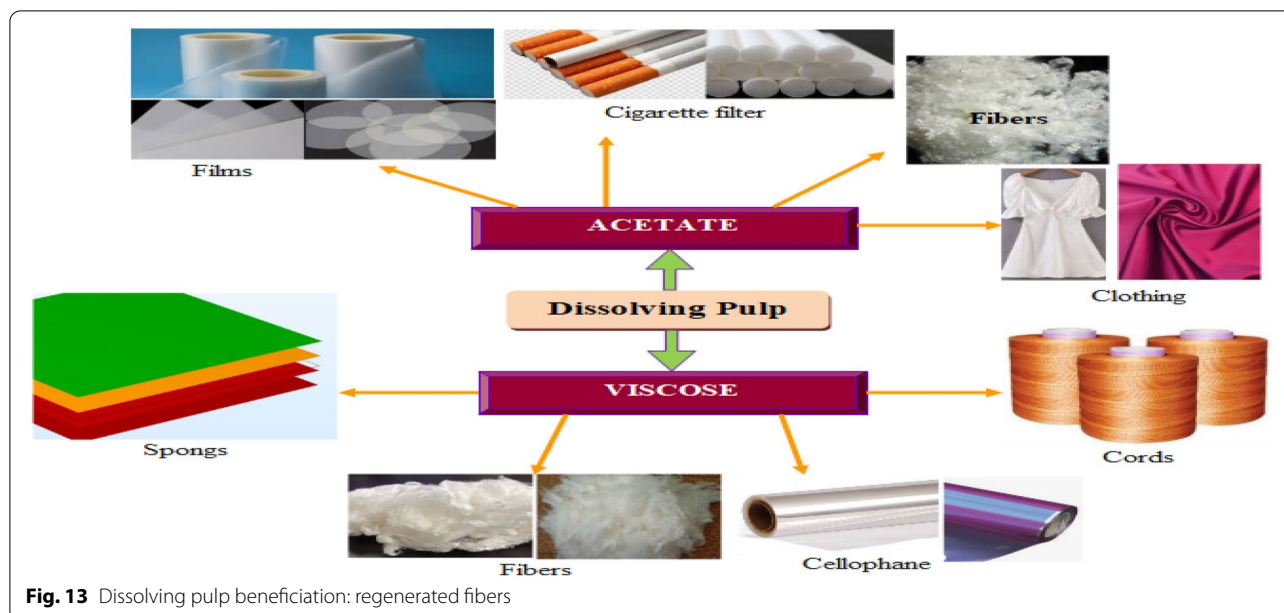 Cigarette filter
Fibers
Films
ACETATE
Clothing
Dissolving Pulp
VISCOSE
Spongs
Cords
Fibers
Cellophane
Fig. 13 Dissolving pulp beneficiation: regenerated fibers